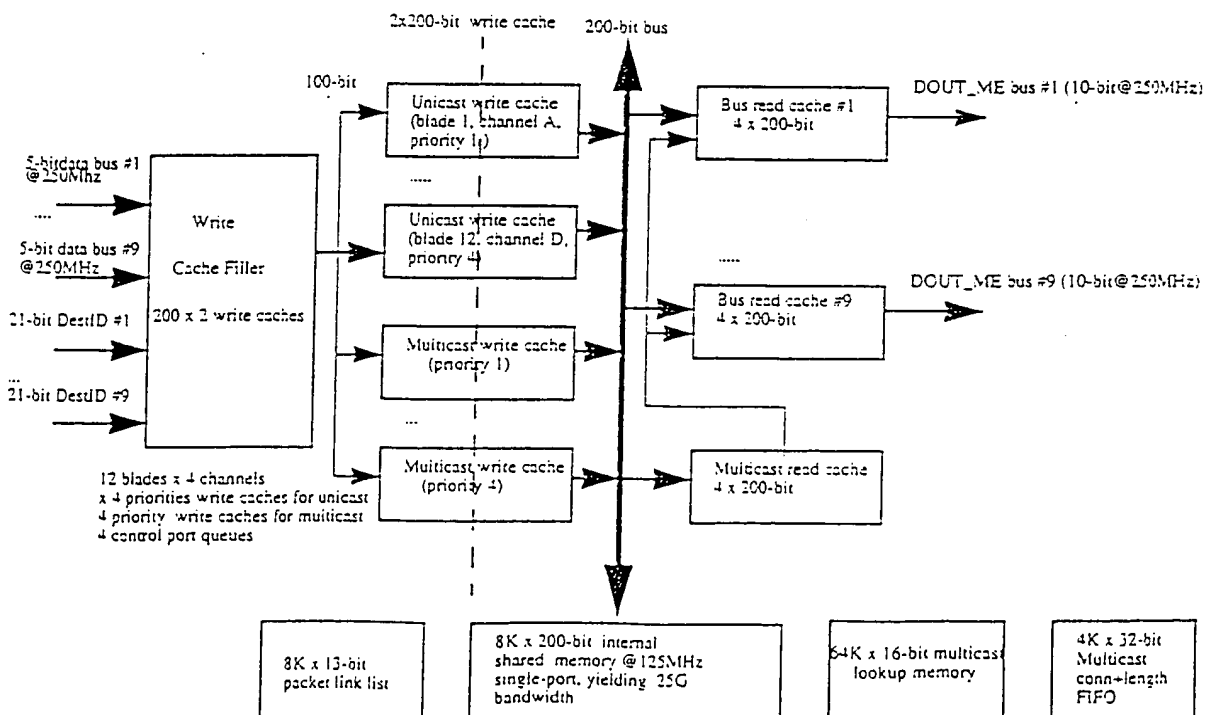 2x200-bit write cache
200-bit bus
100-bit
Unicast write cache
(blade 1, channel A,
priority 1)
.....
Unicast write cache
(blade 12, channel D,
priority 4)
Multicast write cache
(priority 1)
...
Multicast write cache
(priority 4)
5-bitdata bus #1
@250Mhz
....
5-bit data bus #9
@250MHz
21-bit DestID #1
...
21-bit DestID #9
Write
Cache Filler
200 x 2 write caches
12 blades x 4 channels
x 4 priorities write caches for unicast
4 priority write caches for multicast
4 control port queues
Bus read cache #1
4 x 200-bit
DOUT_ME bus #1 (10-bit@250MHz)
.....
Bus read cache #9
4 x 200-bit
DOUT_ME bus #9 (10-bit@250MHz)
Multicast read cache
4 x 200-bit
8K x 13-bit
packet link list
8K x 200-bit internal
shared memory @125MHz
single-port, yielding 25G
bandwidth
64K x 16-bit multicast
lookup memory
4K x 32-bit
Multicast
conn+length
FIFO